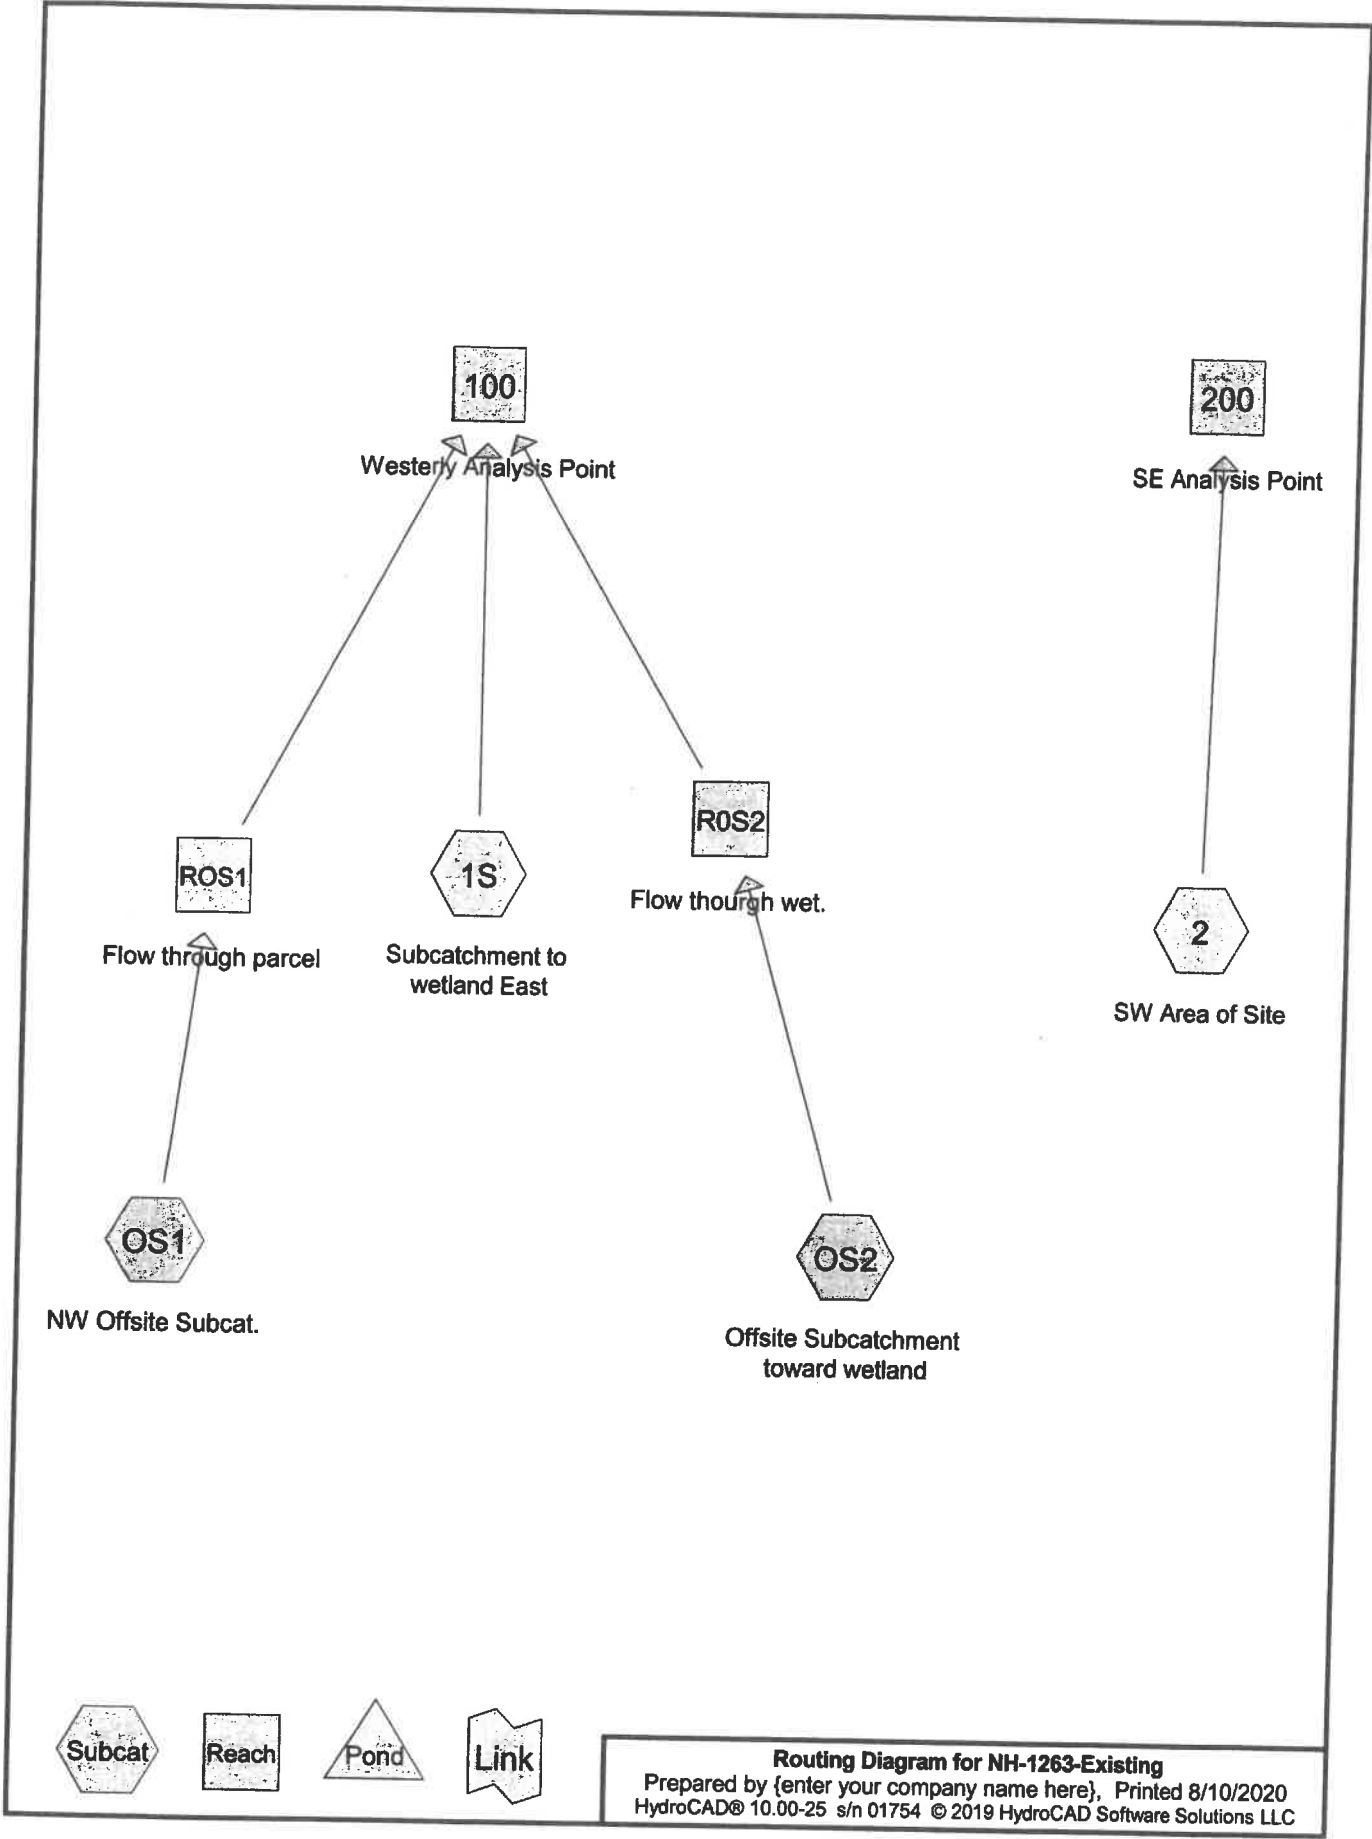 100
Westerly Analysis Point
200
SE Analysis Point
ROS1
Flow through parcel
1S
Subcatchment to
wetland East
R0S2
Flow thourgh wet.
2
SW Area of Site
OS1
NW Offsite Subcat.
OS2
Offsite Subcatchment
toward wetland
Subcat
Reach
Pond
Link
Routing Diagram for NH-1263-Existing
Prepared by {enter your company name here}, Printed 8/10/2020
HydroCAD® 10.00-25 s/n 01754 © 2019 HydroCAD Software Solutions LLC